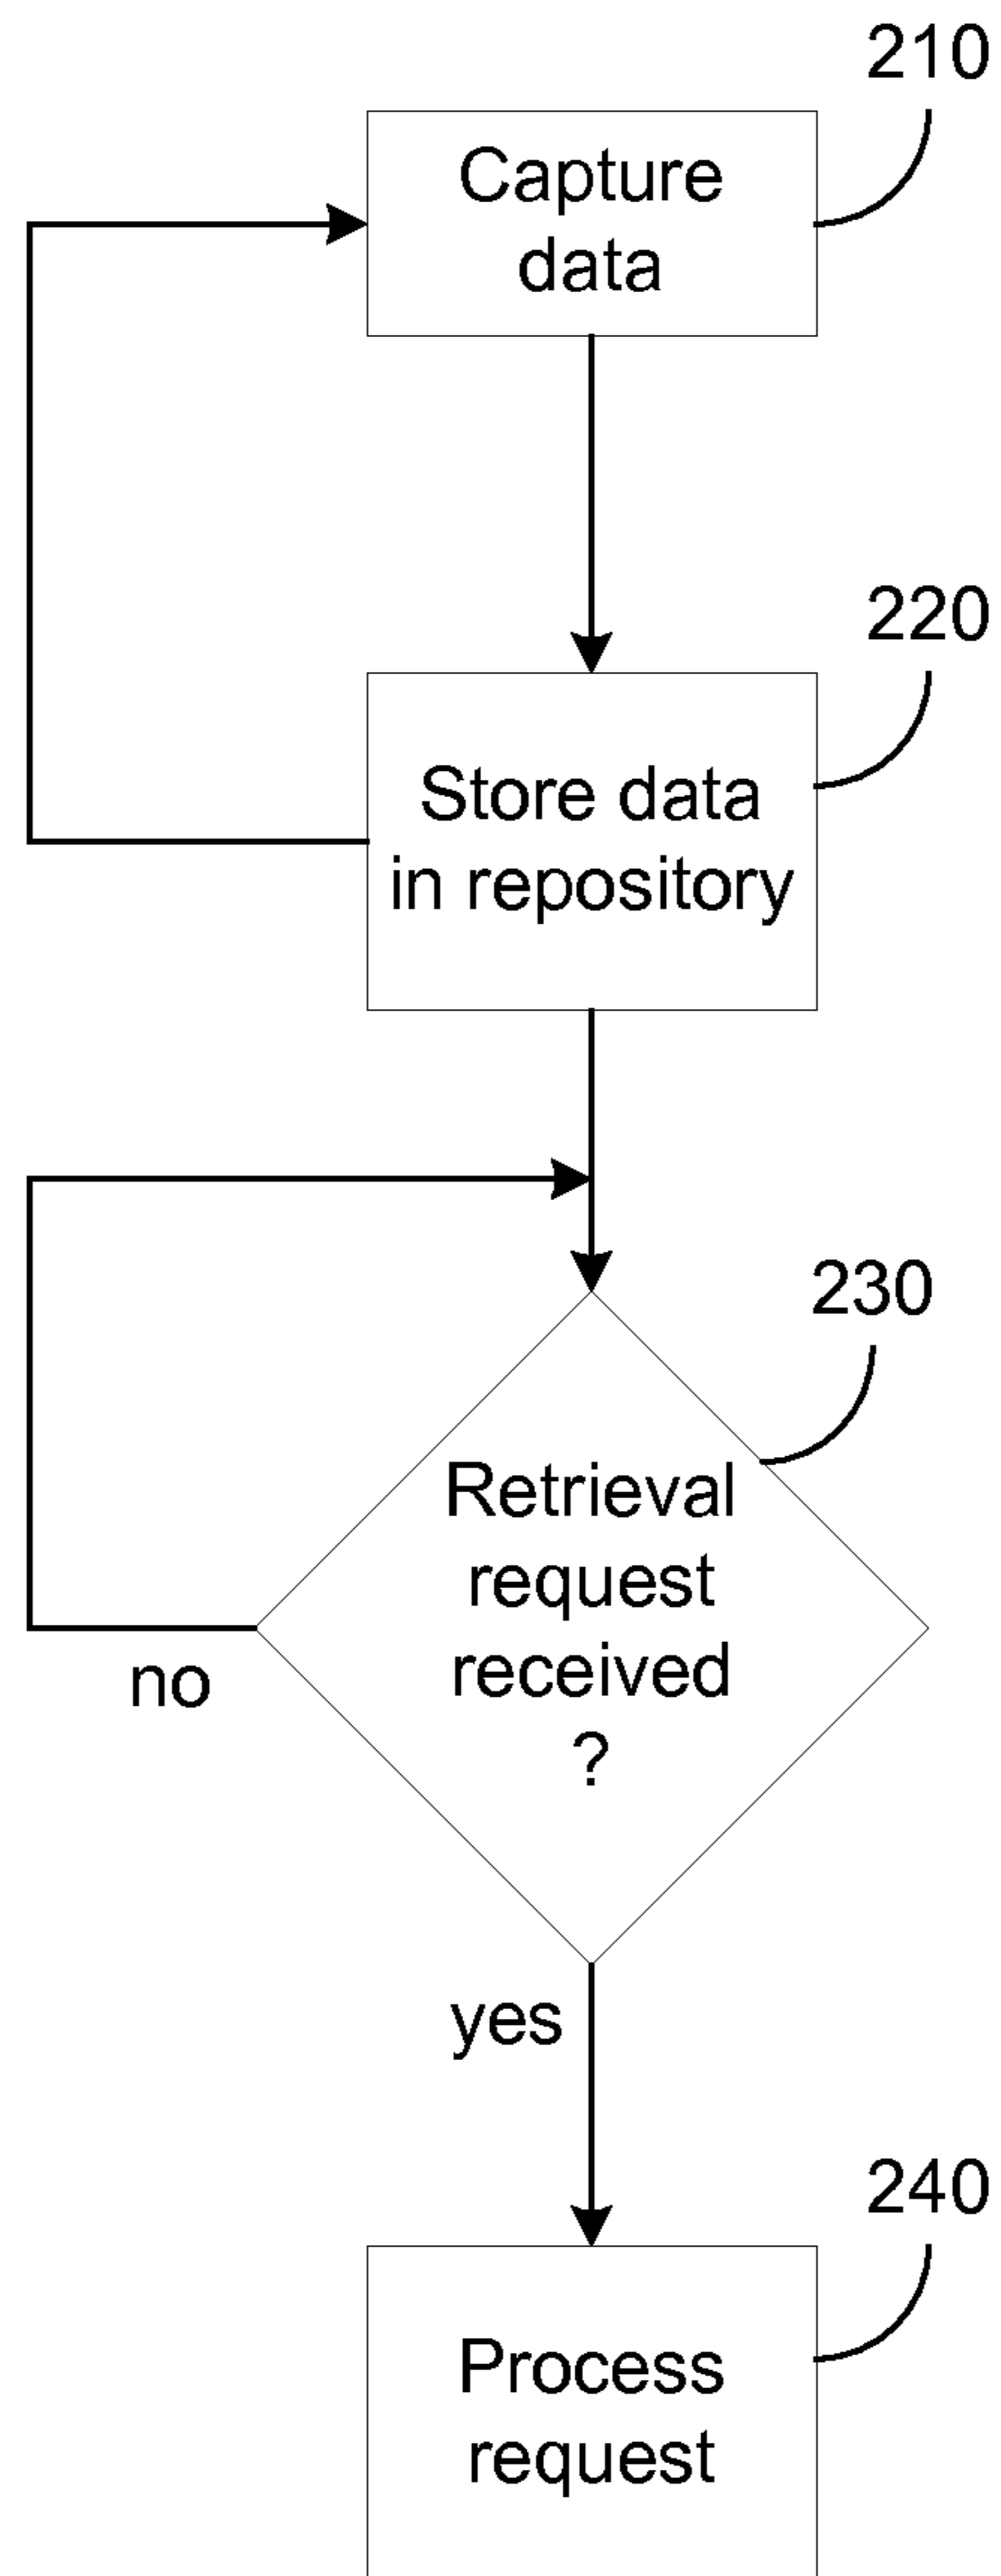 210
Capture
data
220
Store data
in repository
230
Retrieval
request
received
?
no
yes
240
Process
request